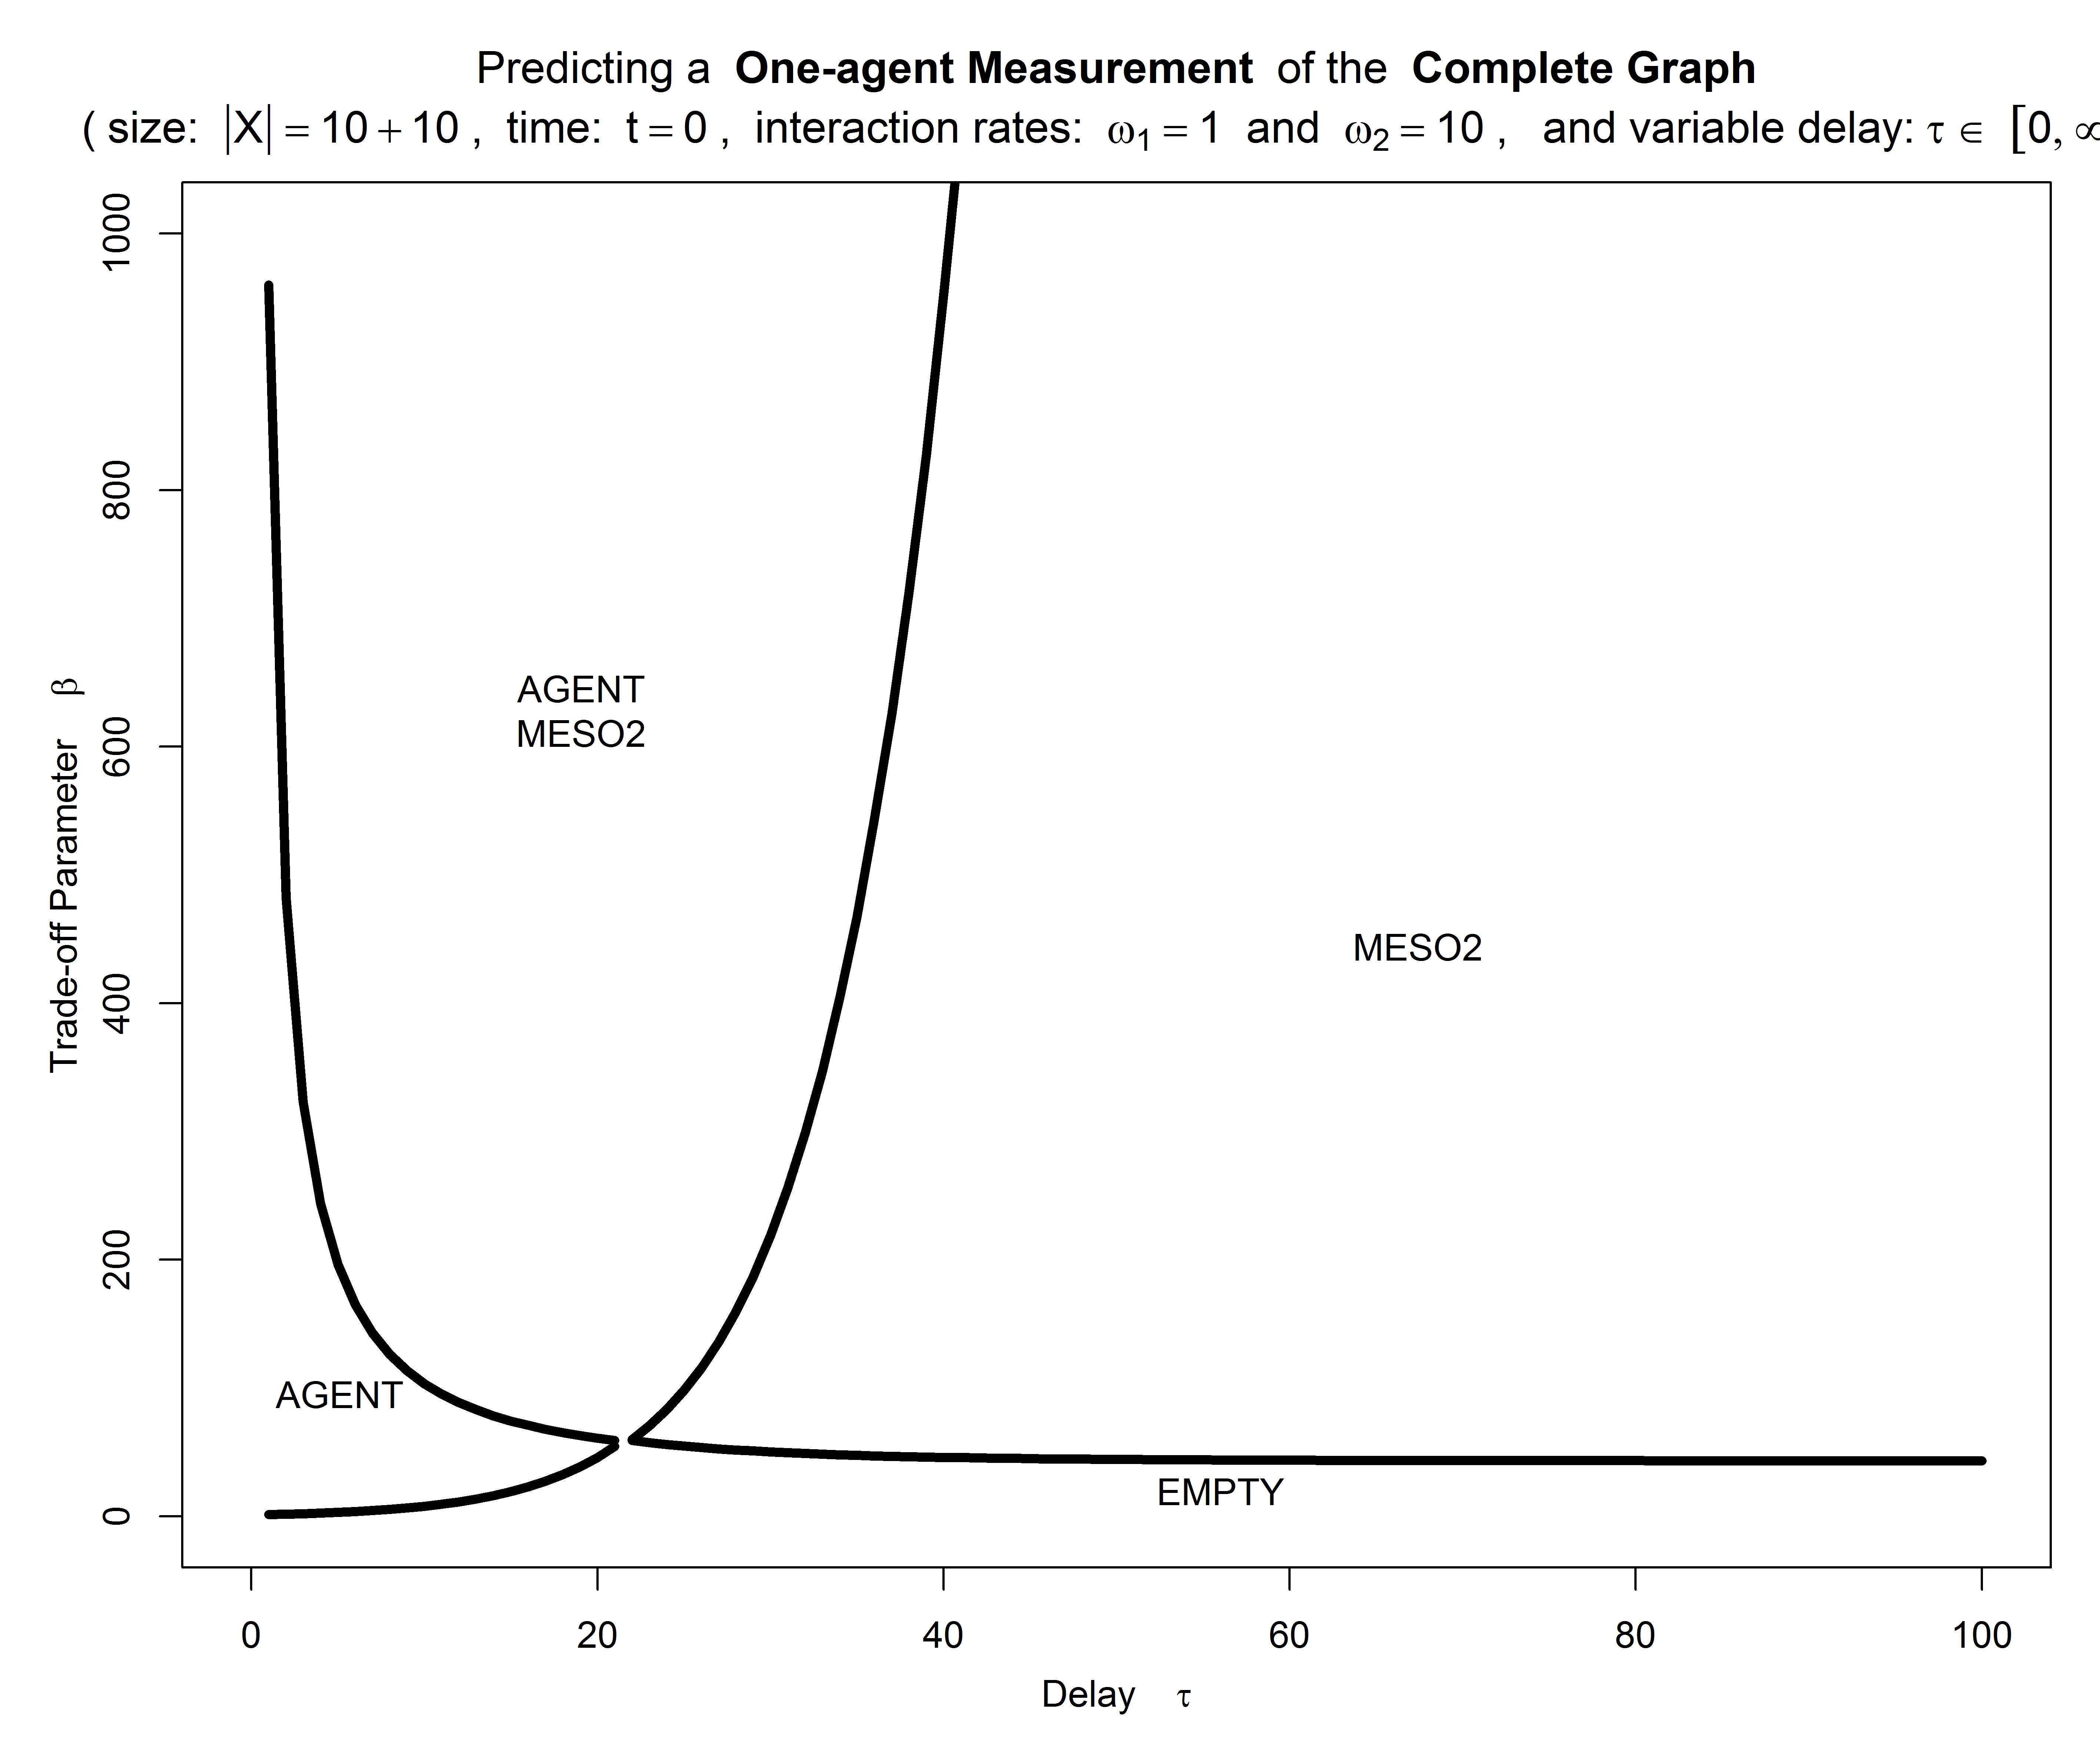 Predicting a One-agent Measurement of the Complete Graph
( size: |X| = 10 + 10 , time: t = 0 , interaction rates: ω1 = 1 and ω2 = 10 , and variable delay: τ ∈ [0, ∞
Trade-off Parameter β
1000
800
600
400
200
0
AGENT
MESO2
MESO2
AGENT
EMPTY
0 20 40 60 80 100
Delay τ